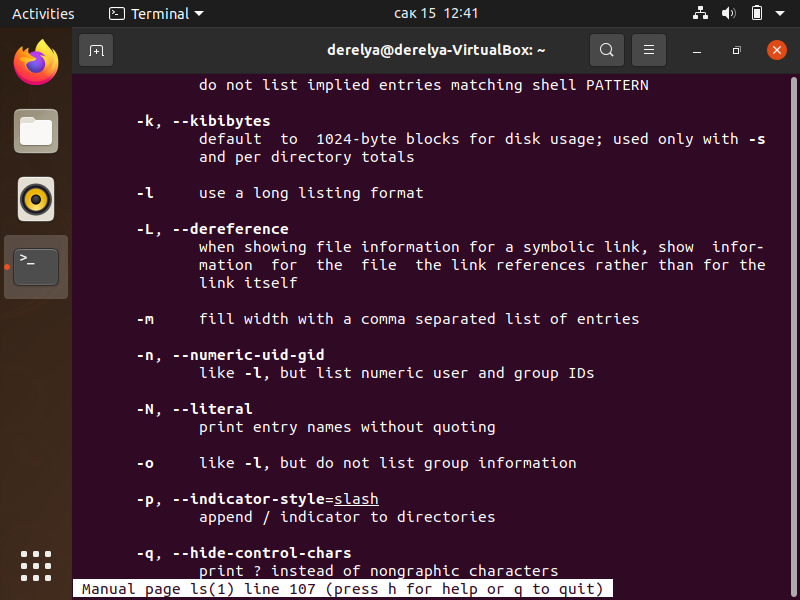 Activities Terminal сак 15 12:41
derelya@derelya-VirtualBox: ~
do not list implied entries matching shell PATTERN
-k, --kibibytes
default to 1024-byte blocks for disk usage; used only with -s
and per directory totals
-l use a long listing format
-L, --dereference
when showing file information for a symbolic link, show infor-
mation for the file the link references rather than for the
link itself
-m fill width with a comma separated list of entries
-n, --numeric-uid-gid
like -l, but list numeric user and group IDs
-N, --literal
print entry names without quoting
-o like -l, but do not list group information
-p, --indicator-style=slash
append / indicator to directories
-q, --hide-control-chars
print ? instead of nongraphic characters
Manual page ls(1) line 107 (press h for help or q to quit)